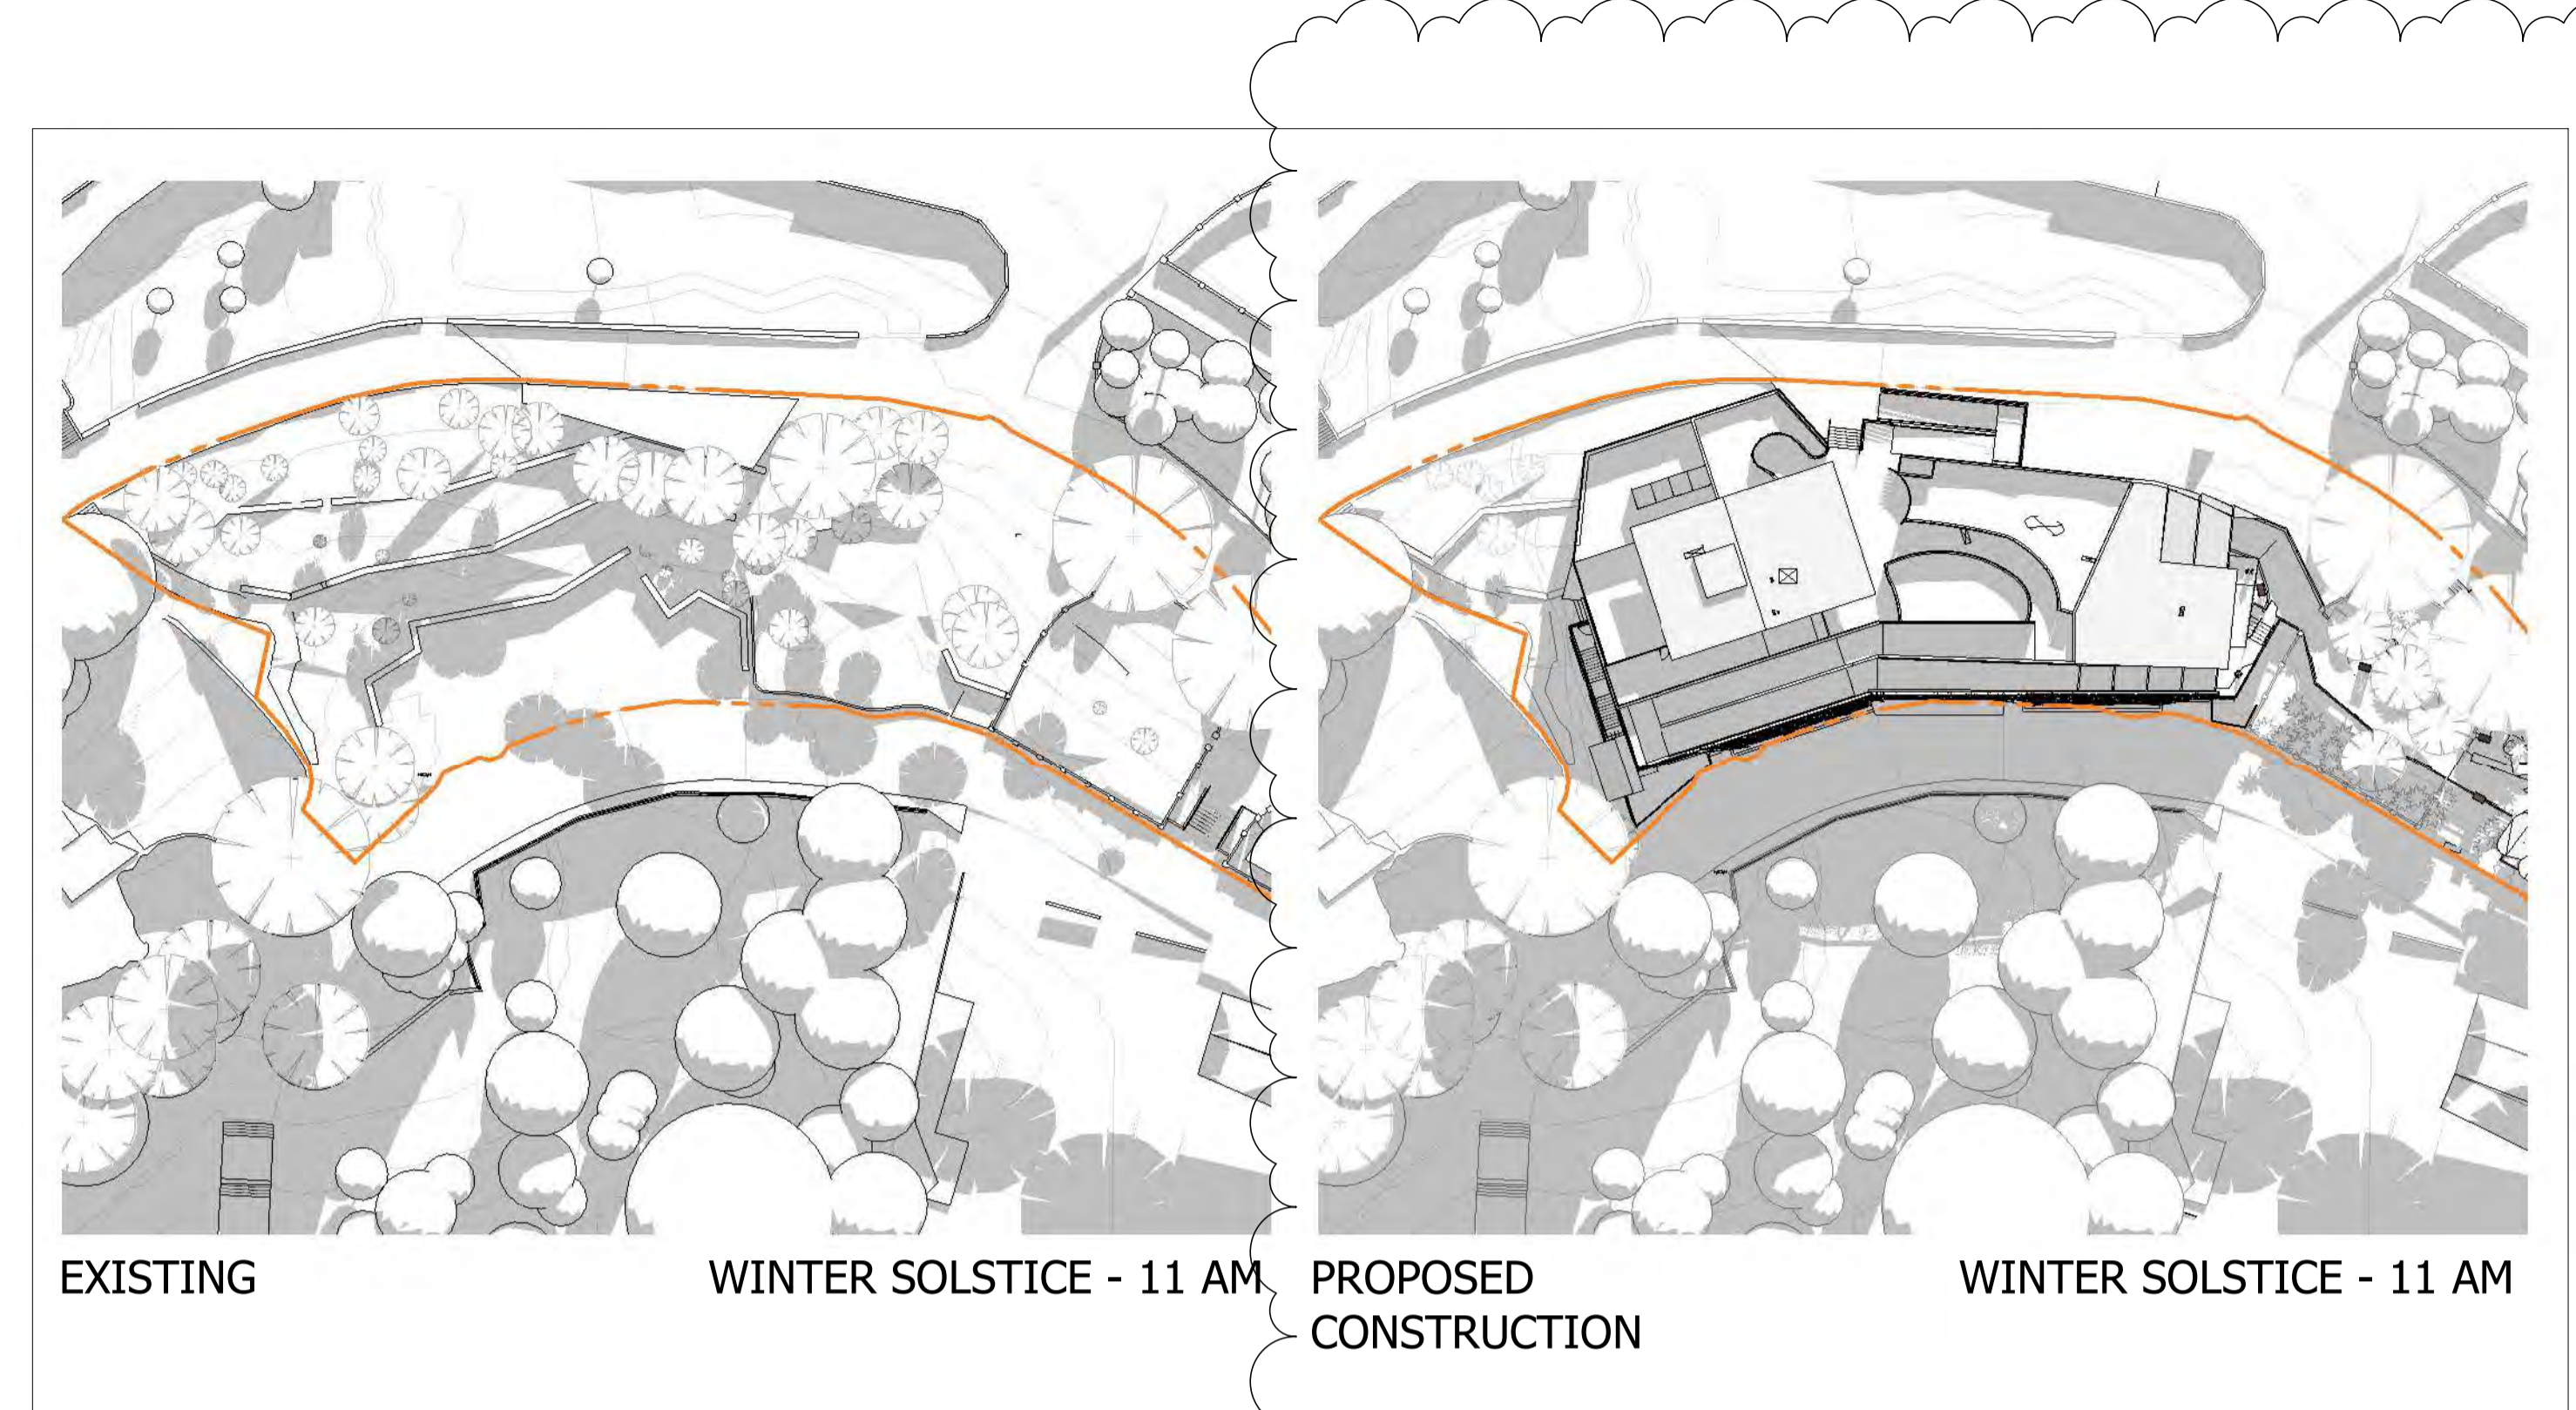 EXISTING
WINTER SOLSTICE - 11 AM
PROPOSED
CONSTRUCTION
WINTER SOLSTICE - 11 AM